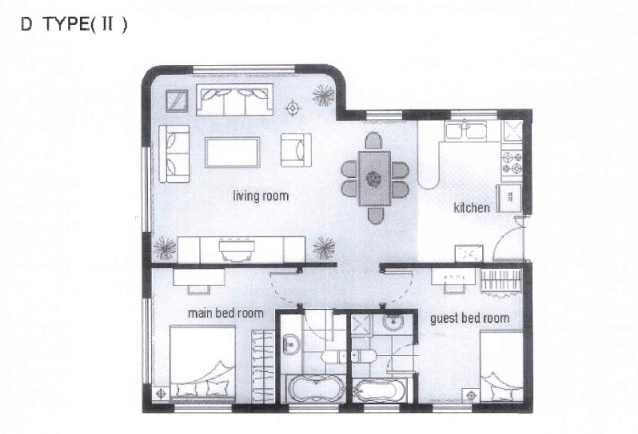 D TYPE( II )
living room
kitchen
main bed room
guest bed room